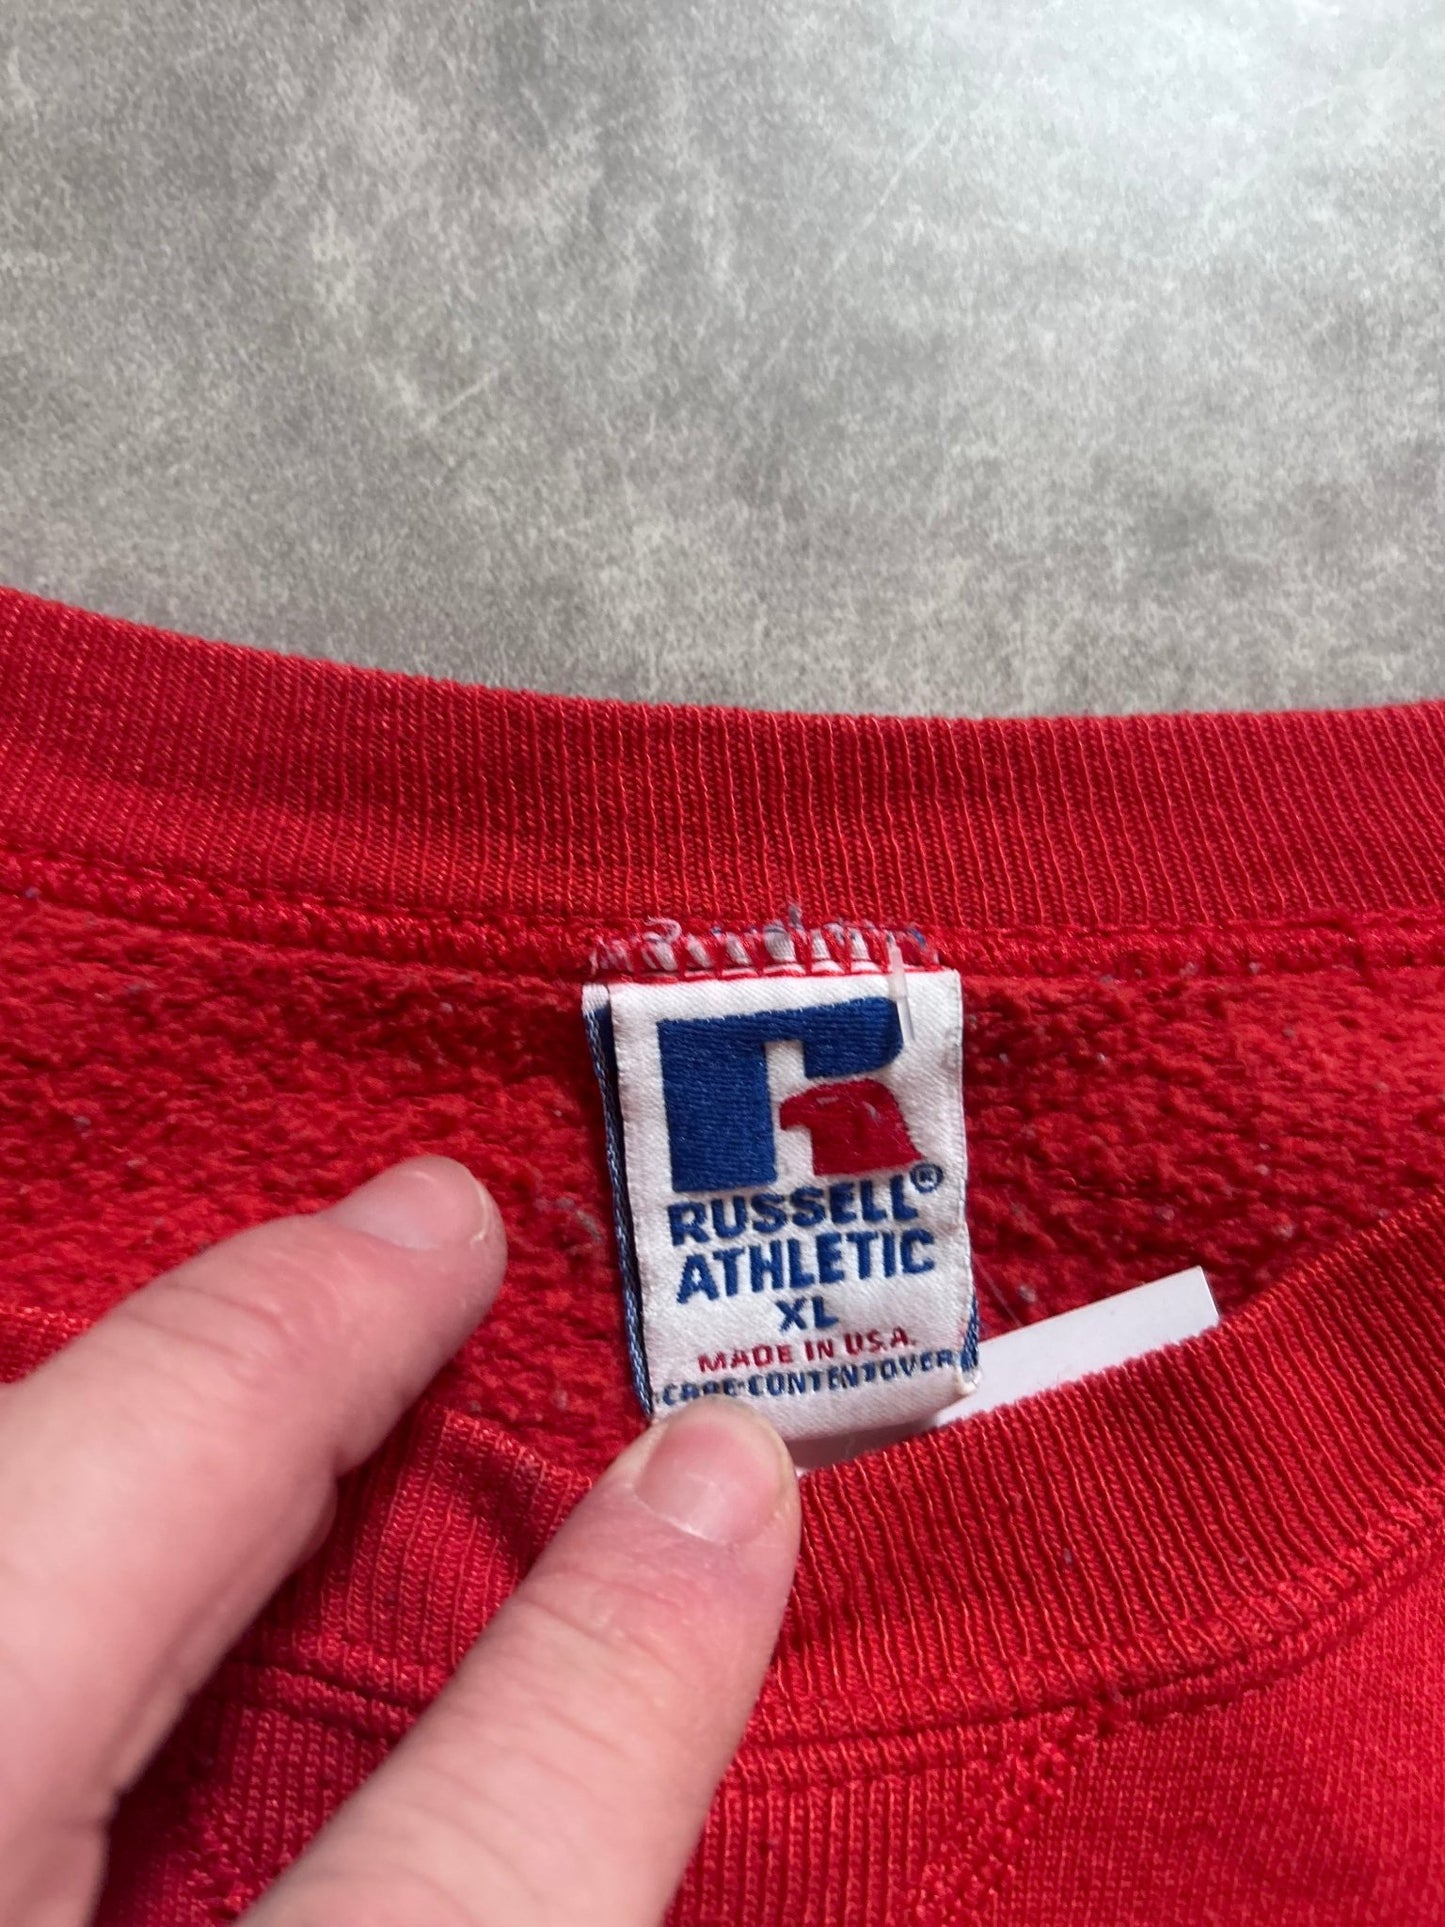 RUSSELL®
ATHLETIC
XL
MADE IN U.S.A.
CARE·CONTENT OVER